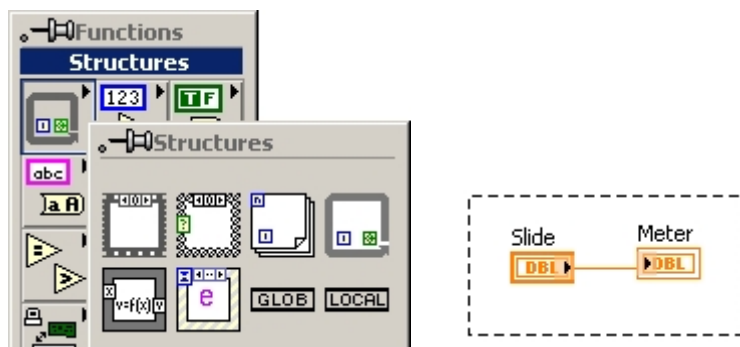 Functions
Structures
123
TF
abc
a A
Structures
v=f(x)
e
GLOB
LOCAL
Slide
Meter
DBL
DBL